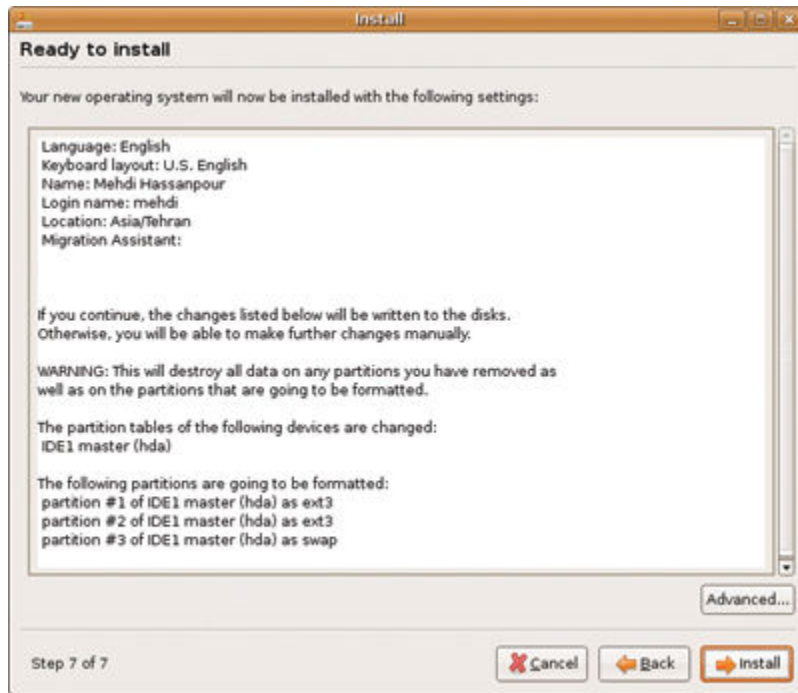 Install
Ready to install
Your new operating system will now be installed with the following settings:
Language: English
Keyboard layout: U.S. English
Name: Mehdi Hassanpour
Login name: mehdi
Location: Asia/Tehran
Migration Assistant:
If you continue, the changes listed below will be written to the disks.
Otherwise, you will be able to make further changes manually.
WARNING: This will destroy all data on any partitions you have removed as
well as on the partitions that are going to be formatted.
The partition tables of the following devices are changed:
IDE1 master (hda)
The following partitions are going to be formatted:
partition #1 of IDE1 master (hda) as ext3
partition #2 of IDE1 master (hda) as ext3
partition #3 of IDE1 master (hda) as swap
Advanced...
Step 7 of 7
Cancel
Back
Install